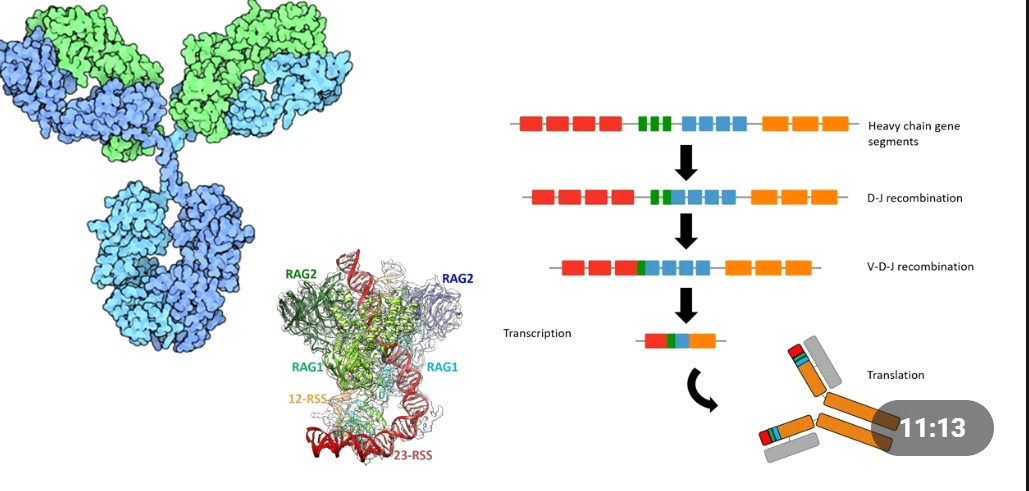 Heavy chain gene
segments
D-J recombination
V-D-J recombination
Transcription
Translation
11:13
RAG2
RAG2
RAG1
RAG1
12-RSS
23-RSS